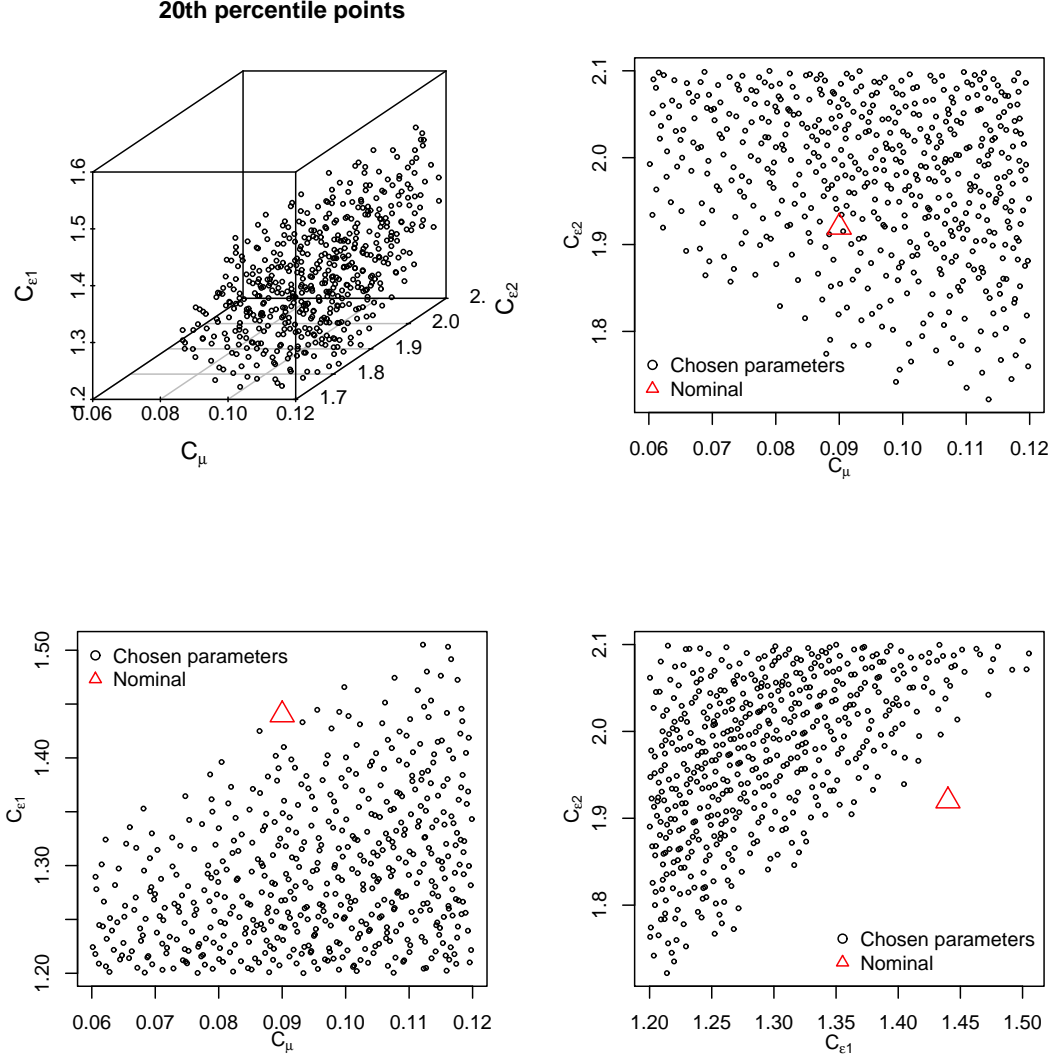 20th percentile points
1.2
1.3
1.4
1.5
1.6
C_ε1
0.06 0.08 0.10 0.12
C_μ
1.7
1.8
1.9
2.0
2.
C_ε2
2.1
2.0
1.9
1.8
C_ε2
Chosen parameters
Nominal
0.06 0.07 0.08 0.09 0.10 0.11 0.12
C_μ
1.50
1.40
1.30
1.20
C_ε1
Chosen parameters
Nominal
0.06 0.07 0.08 0.09 0.10 0.11 0.12
C_μ
2.1
2.0
1.9
1.8
C_ε2
Chosen parameters
Nominal
1.20 1.25 1.30 1.35 1.40 1.45 1.50
C_ε1